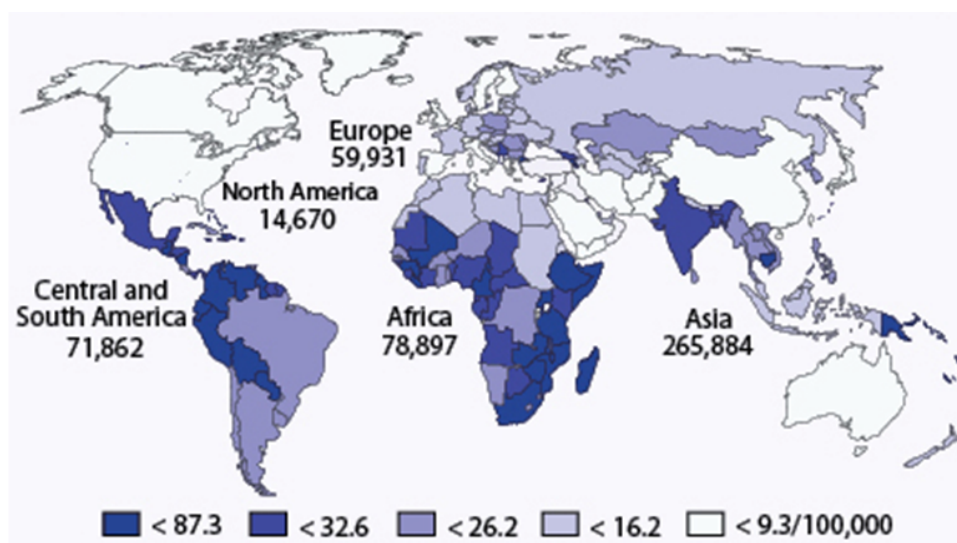 Europe
59,931
North America
14,670
Central and
South America
71,862
Africa
78,897
Asia
265,884
< 87.3
< 32.6
< 26.2
< 16.2
< 9.3/100,000